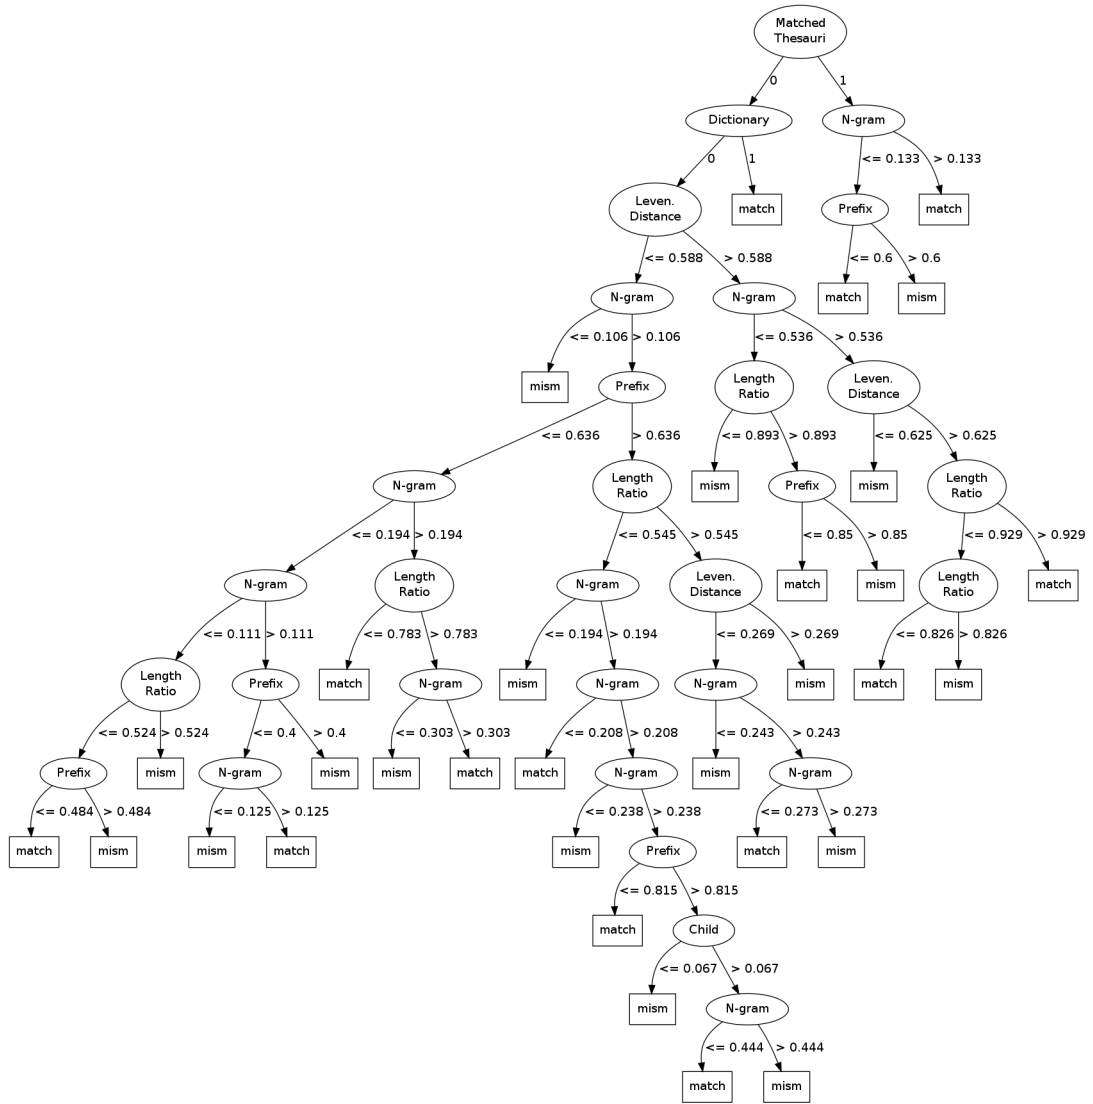 Matched
Thesauri
0
1
Dictionary
N-gram
0
1
<= 0.133
> 0.133
Leven.
Distance
match
Prefix
match
<= 0.588
> 0.588
<= 0.6
> 0.6
N-gram
N-gram
match
mism
<= 0.106
> 0.106
<= 0.536
> 0.536
mism
Prefix
Length
Ratio
Leven.
Distance
<= 0.636
> 0.636
<= 0.893
> 0.893
<= 0.625
> 0.625
N-gram
Length
Ratio
mism
Prefix
mism
Length
Ratio
<= 0.194
> 0.194
<= 0.545
> 0.545
<= 0.85
> 0.85
<= 0.929
> 0.929
N-gram
Length
Ratio
N-gram
Leven.
Distance
match
mism
Length
Ratio
match
<= 0.111
> 0.111
<= 0.783
> 0.783
<= 0.194
> 0.194
<= 0.269
> 0.269
<= 0.826
> 0.826
Length
Ratio
Prefix
match
N-gram
mism
N-gram
N-gram
mism
match
mism
<= 0.524
> 0.524
<= 0.4
> 0.4
<= 0.303
> 0.303
<= 0.208
> 0.208
<= 0.243
> 0.243
Prefix
mism
N-gram
mism
mism
match
match
N-gram
mism
N-gram
<= 0.484
> 0.484
<= 0.125
> 0.125
<= 0.238
> 0.238
<= 0.273
> 0.273
match
mism
mism
match
mism
Prefix
match
mism
<= 0.815
> 0.815
match
Child
<= 0.067
> 0.067
mism
N-gram
<= 0.444
> 0.444
match
mism